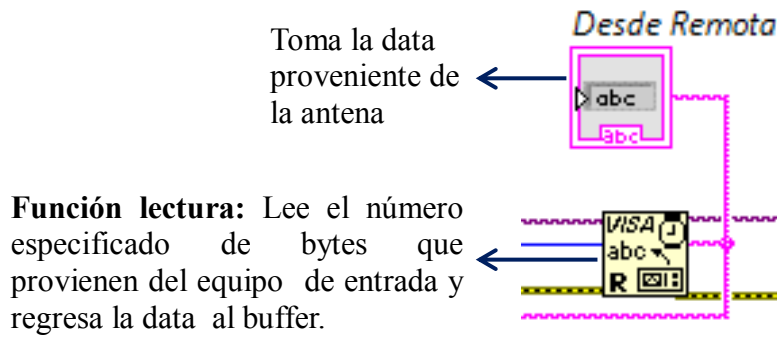 Desde Remota
Toma la data
proveniente de
la antena
abc
abc
Función lectura: Lee el número
especificado de bytes que
provienen del equipo de entrada y
regresa la data al buffer.
VISA
abc
R